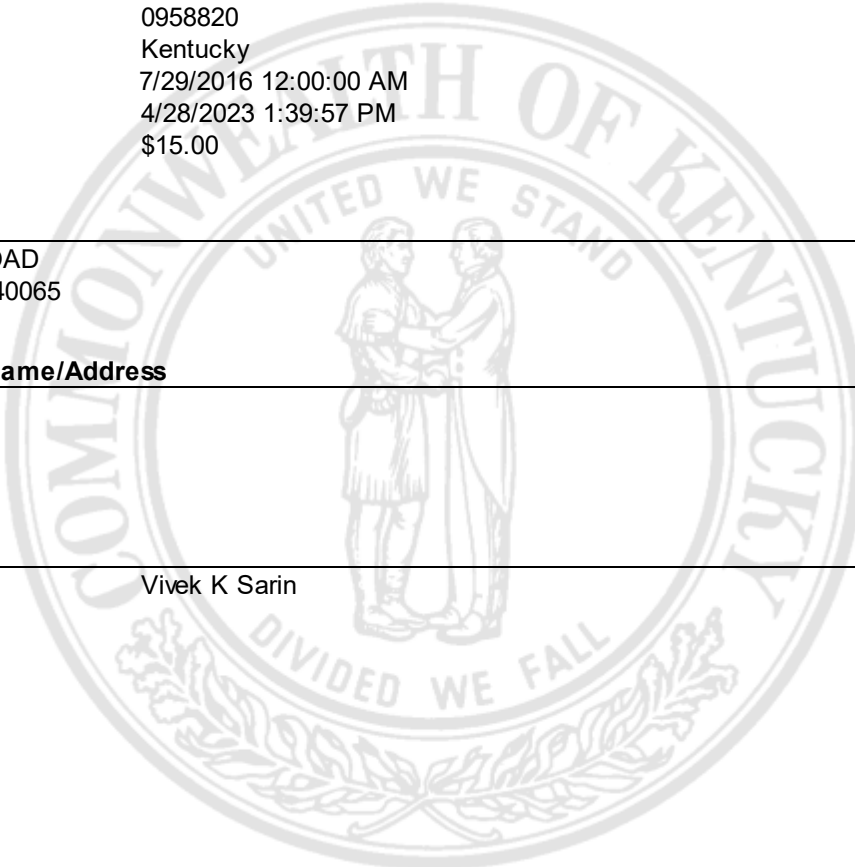 0958820
Kentucky
7/29/2016 12:00:00 AM
4/28/2023 1:39:57 PM
$15.00
COMMONWEALTH OF KENTUCKY
UNITED WE STAND
OAD
40065
ame/Address
Vivek K Sarin
DIVIDED WE FALL